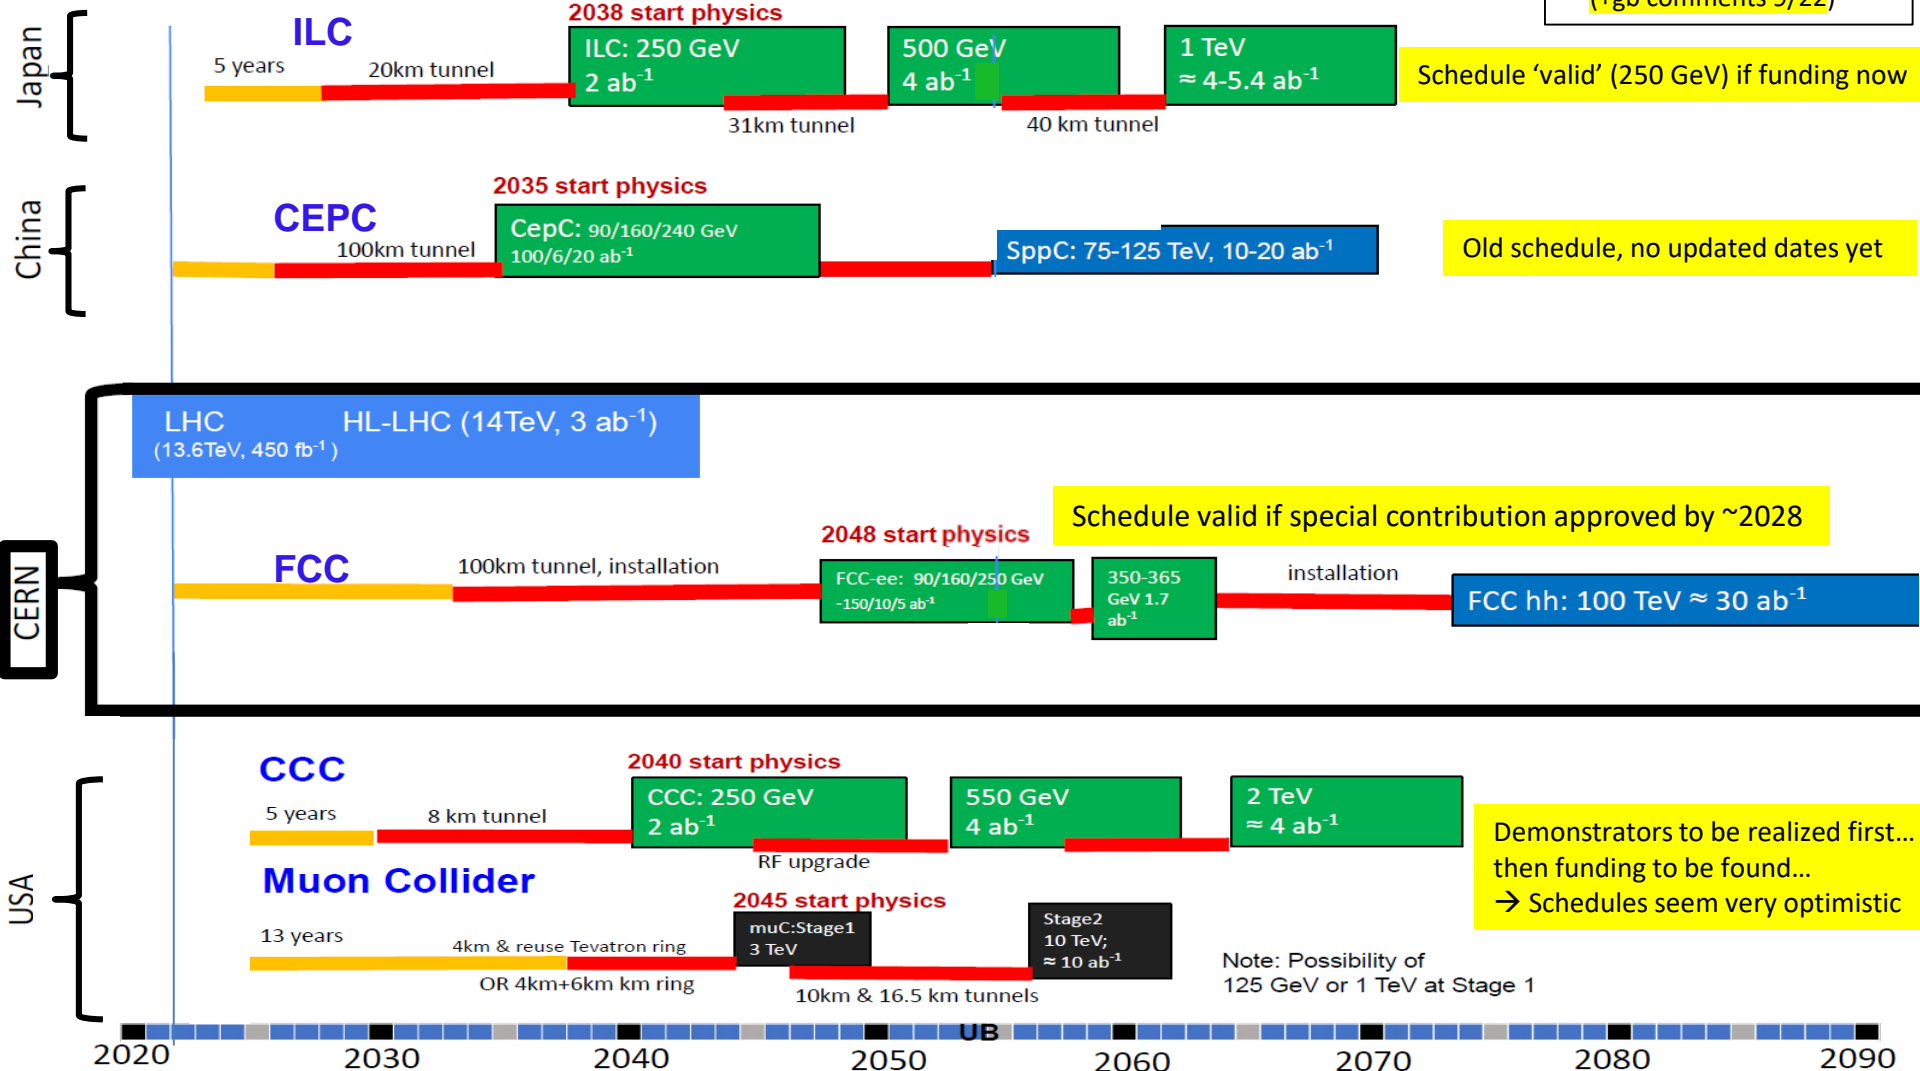 (+gb comments 9/22)
Japan
ILC
2038 start physics
5 years
20km tunnel
ILC: 250 GeV
2 ab⁻¹
500 GeV
4 ab⁻¹
1 TeV
≈ 4-5.4 ab⁻¹
31km tunnel
40 km tunnel
Schedule ‘valid’ (250 GeV) if funding now
China
CEPC
2035 start physics
100km tunnel
CepC: 90/160/240 GeV
100/6/20 ab⁻¹
SppC: 75-125 TeV, 10-20 ab⁻¹
Old schedule, no updated dates yet
CERN
LHC
(13.6TeV, 450 fb⁻¹ )
HL-LHC (14TeV, 3 ab⁻¹)
Schedule valid if special contribution approved by ~2028
2048 start physics
FCC
100km tunnel, installation
FCC-ee: 90/160/250 GeV
-150/10/5 ab⁻¹
350-365
GeV 1.7
ab⁻¹
installation
FCC hh: 100 TeV ≈ 30 ab⁻¹
USA
CCC
2040 start physics
5 years
8 km tunnel
CCC: 250 GeV
2 ab⁻¹
550 GeV
4 ab⁻¹
2 TeV
≈ 4 ab⁻¹
RF upgrade
Demonstrators to be realized first...
then funding to be found...
→ Schedules seem very optimistic
Muon Collider
2045 start physics
13 years
4km & reuse Tevatron ring
OR 4km+6km km ring
muC:Stage1
3 TeV
10km & 16.5 km tunnels
Stage2
10 TeV;
≈ 10 ab⁻¹
Note: Possibility of
125 GeV or 1 TeV at Stage 1
UB
2020 2030 2040 2050 2060 2070 2080 2090